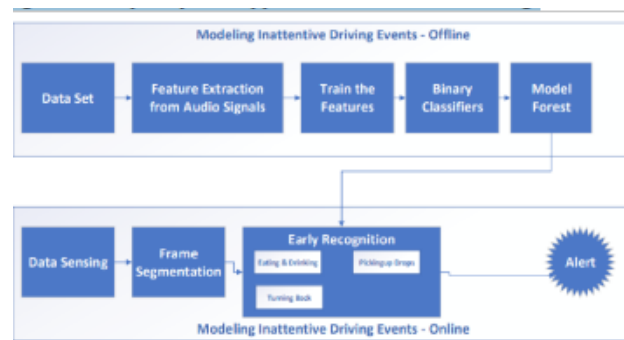 Modeling Inattentive Driving Events - Offline
Data Set
Feature Extraction
from Audio Signals
Train the
Features
Binary
Classifiers
Model
Forest
Early Recognition
Data Sensing
Frame
Segmentation
Eating & Drinking
Picking up Drops
Turning Back
Alert
Modeling Inattentive Driving Events - Online